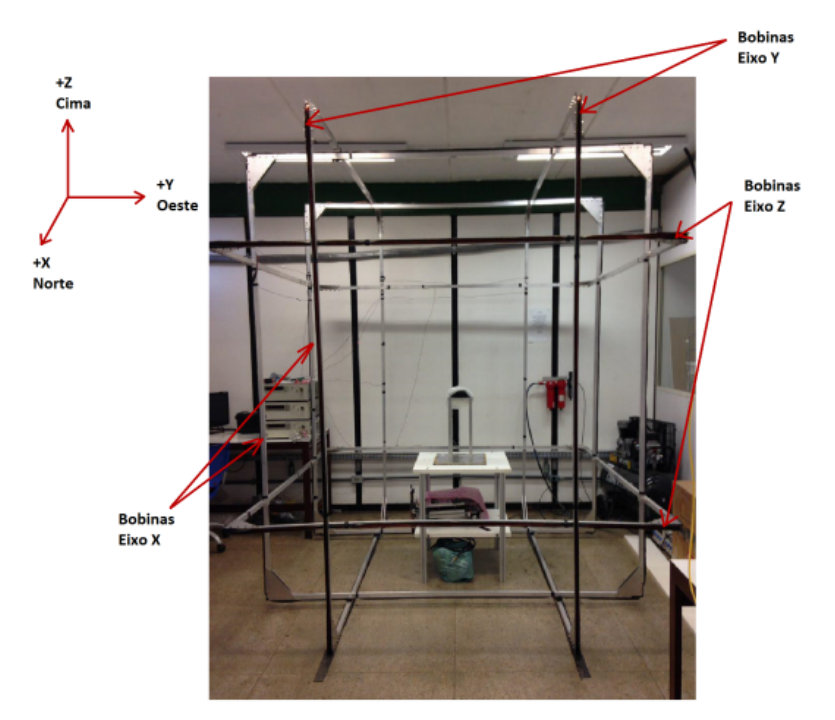 Bobinas
Eixo Y
+Z
Cima
+Y
Oeste
Bobinas
Eixo Z
+X
Norte
Bobinas
Eixo X